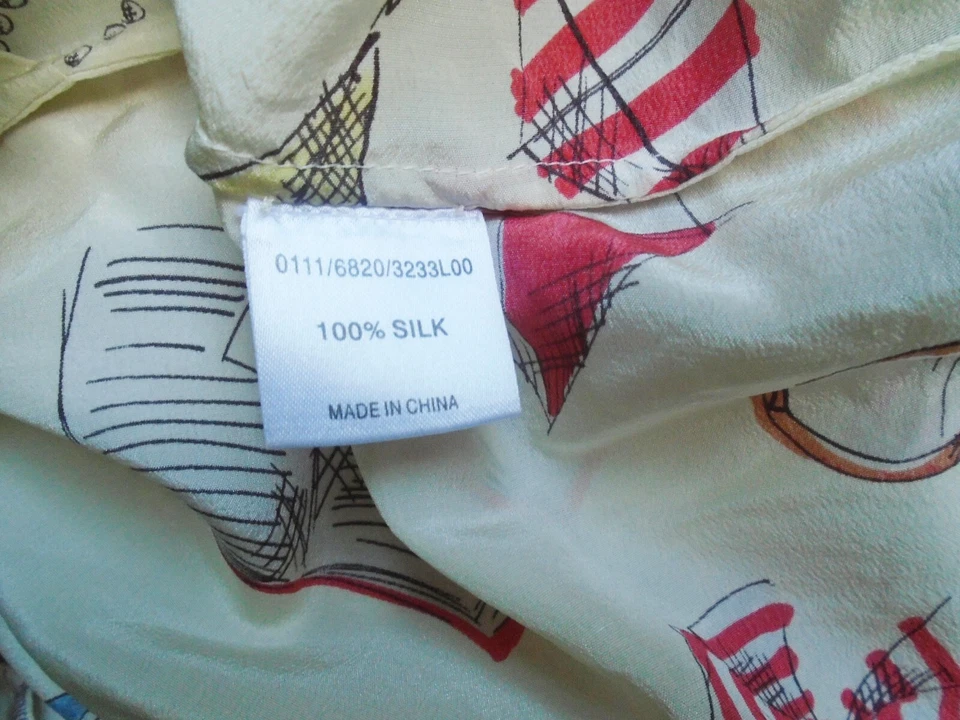 0111/6820/3233L00
100% SILK
MADE IN CHINA